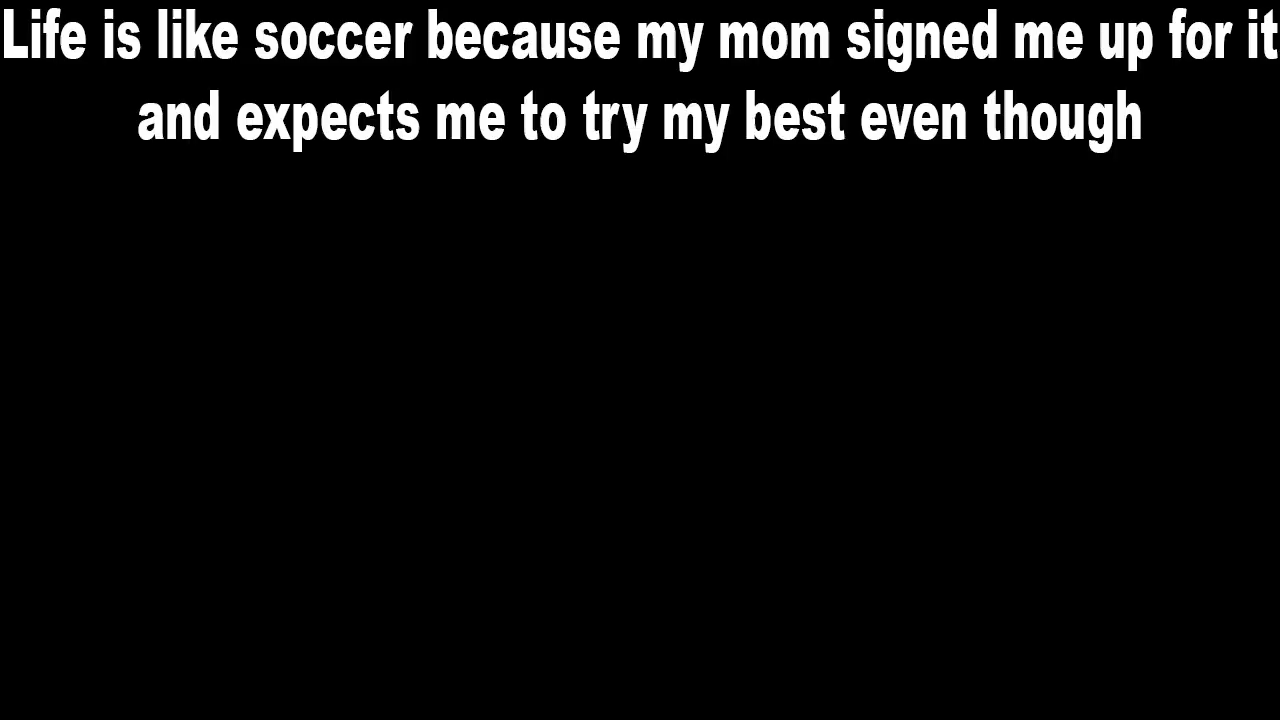 Life is like soccer because my mom signed me up for it
and expects me to try my best even though